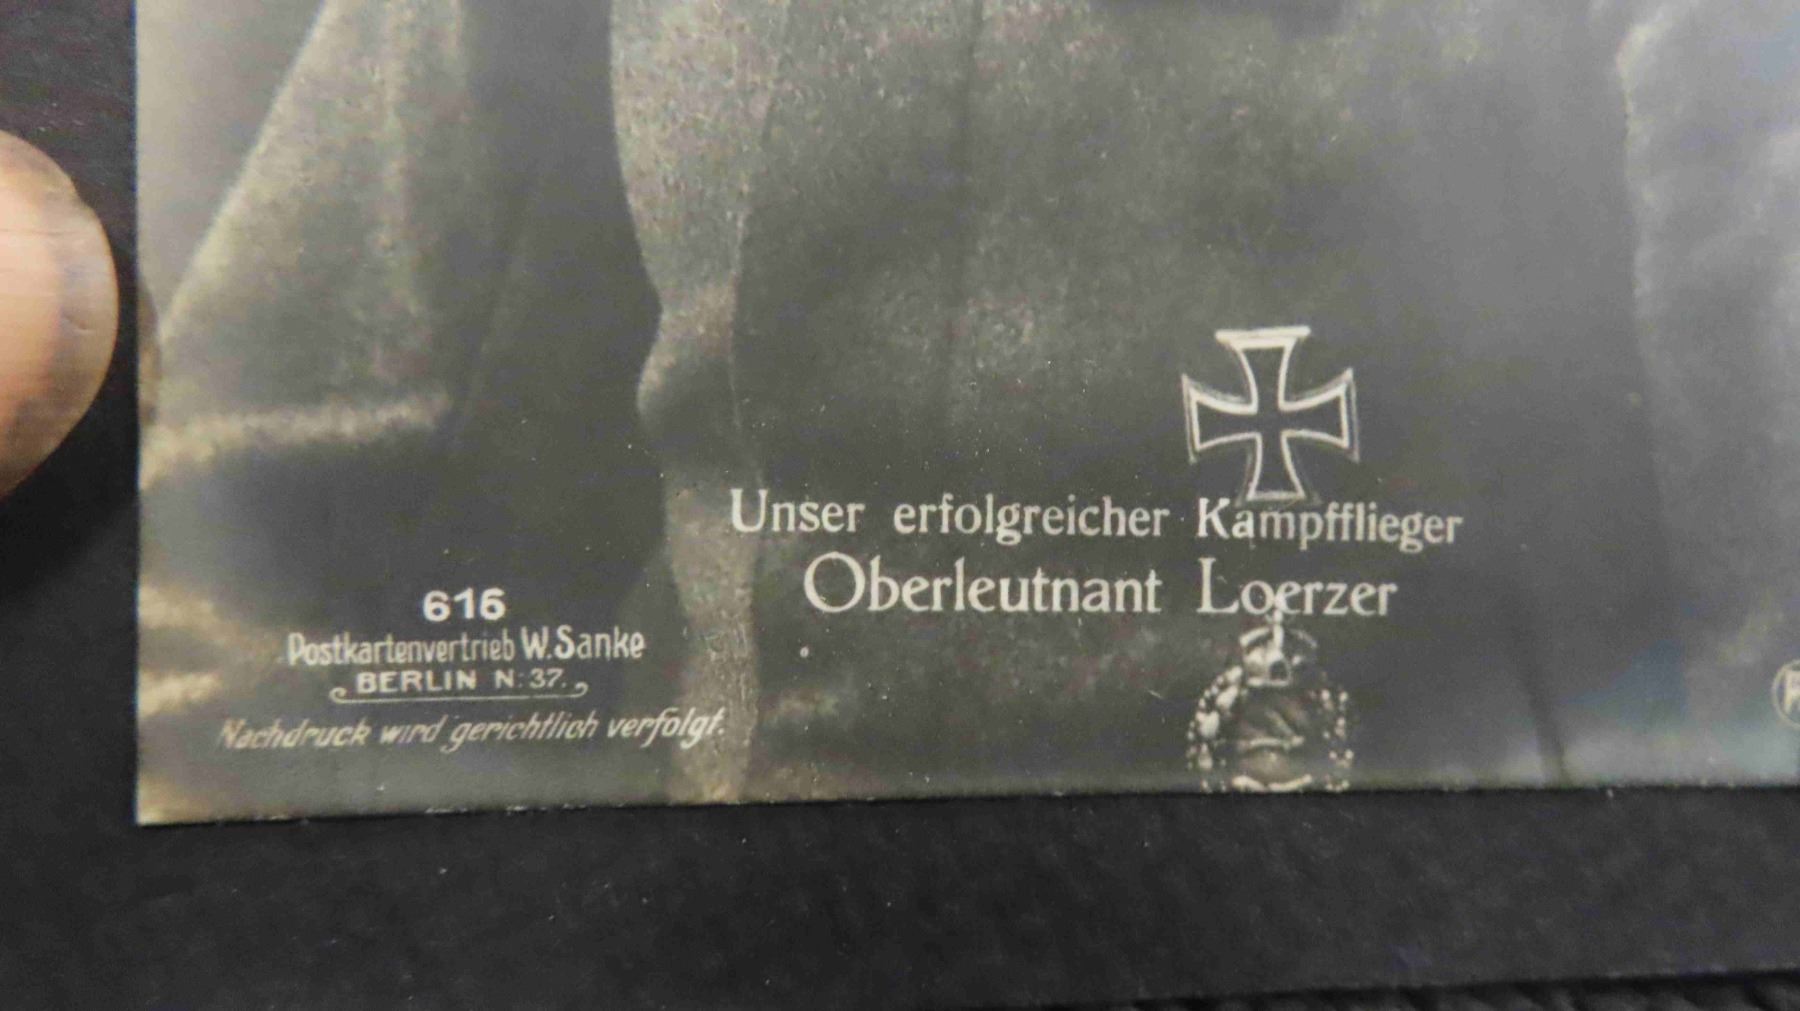 Unser erfolgreicher Kampfflieger
Oberleutnant Loerzer
616
Postkartenvertrieb W. Sanke
BERLIN N. 37.
Nachdruck wird gerichtlich verfolgt.